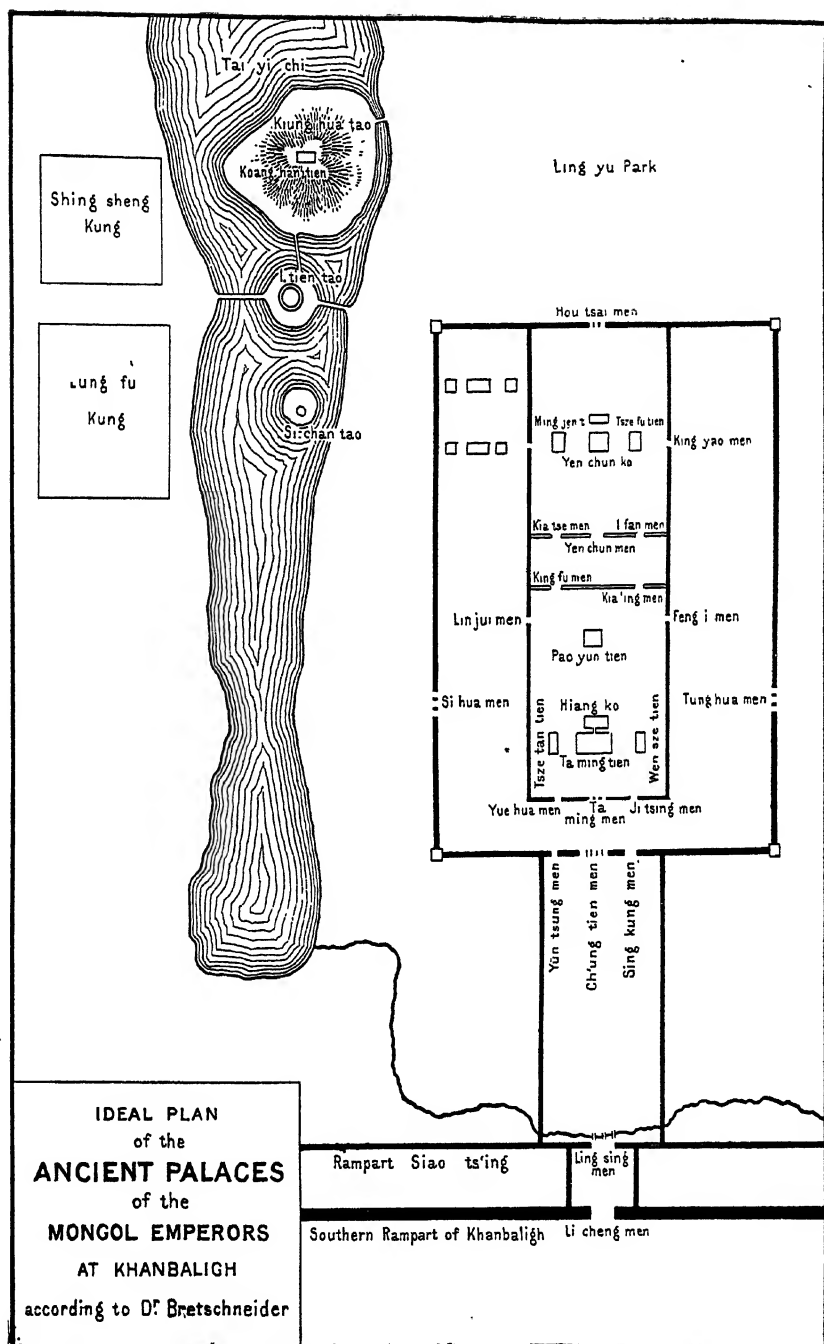 Tai yi chi
Kiung hua tao
Koang han tien
Ling yu Park
Shing sheng
Kung
I tien tao
Hou tsai men
Lung fu
Kung
Si chan tao
Ming jen t
Tsze fu tien
King yao men
Yen chun ko
Kia tse men
I fan men
Yen chun men
King fu men
Kia 'ing men
Lin jui men
Feng i men
Pao yun tien
Si hua men
Tsze tan tien
Hiang ko
Wen sze tien
Tung hua men
Ta ming tien
Yue hua men
Ta
ming men
Ji tsing men
Yün tsung men
Ch'ung tien men
Sing kung men
IDEAL PLAN
of the
ANCIENT PALACES
of the
MONGOL EMPERORS
AT KHANBALIGH
according to Dr. Bretschneider
Rampart Siao ts'ing
Ling sing
men
Southern Rampart of Khanbaligh
Li cheng men